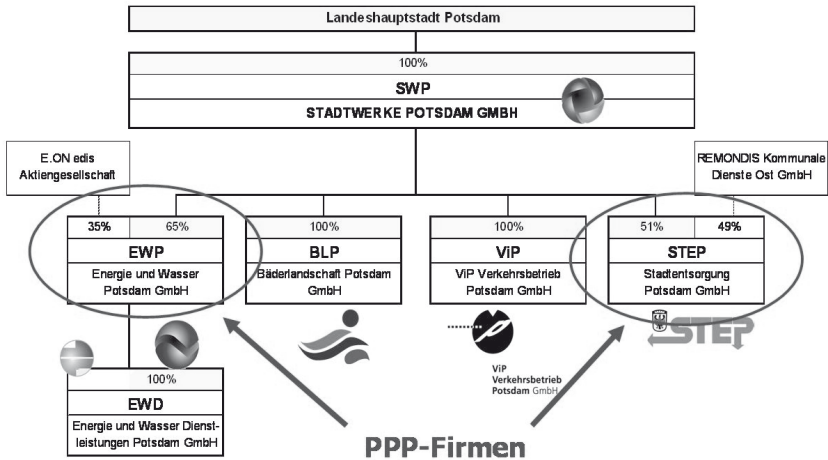 Landeshauptstadt Potsdam
100%
SWP
STADTWERKE POTSDAM GMBH
E.ON edis
Aktiengesellschaft
REMONDIS Kommunale
Dienste Ost GmbH
35% 65%
EWP
Energie und Wasser
Potsdam GmbH
100%
BLP
Bäderlandschaft Potsdam
GmbH
100%
ViP
ViP Verkehrsbetrieb
Potsdam GmbH
51% 49%
STEP
Stadtentsorgung
Potsdam GmbH
ViP
Verkehrsbetrieb
Potsdam GmbH
STEP
100%
EWD
Energie und Wasser Dienst-
leistungen Potsdam GmbH
PPP-Firmen